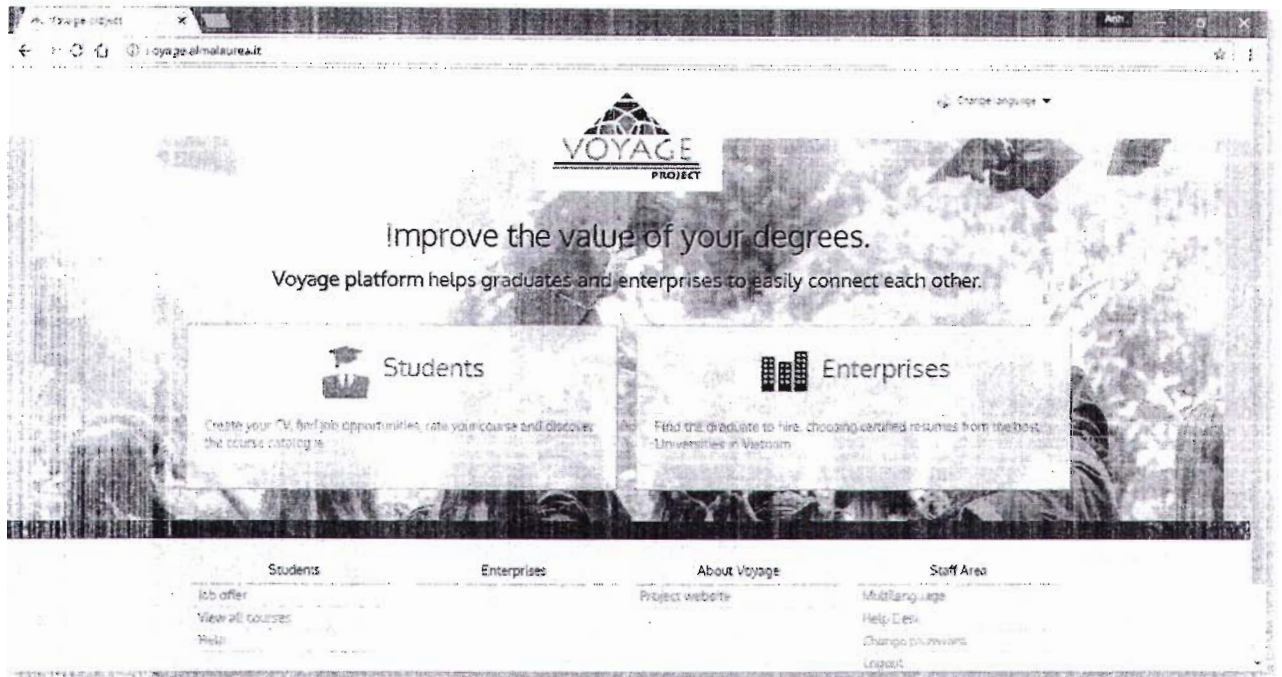 Voyage project
Anh
voyage.almalaurea.it
Change language
VOYAGE
PROJECT
Improve the value of your degrees.
Voyage platform helps graduates and enterprises to easily connect each other.
Students
Create your CV, find job opportunities, rate your course and discover
the course catalogue
Enterprises
Find the graduate to hire, choosing certified resumes from the best
Universities in Vietnam
Students
Job offer
View all courses
Help
Enterprises
About Voyage
Project website
Staff Area
Multilanguage
Help Desk
Change password
Logout